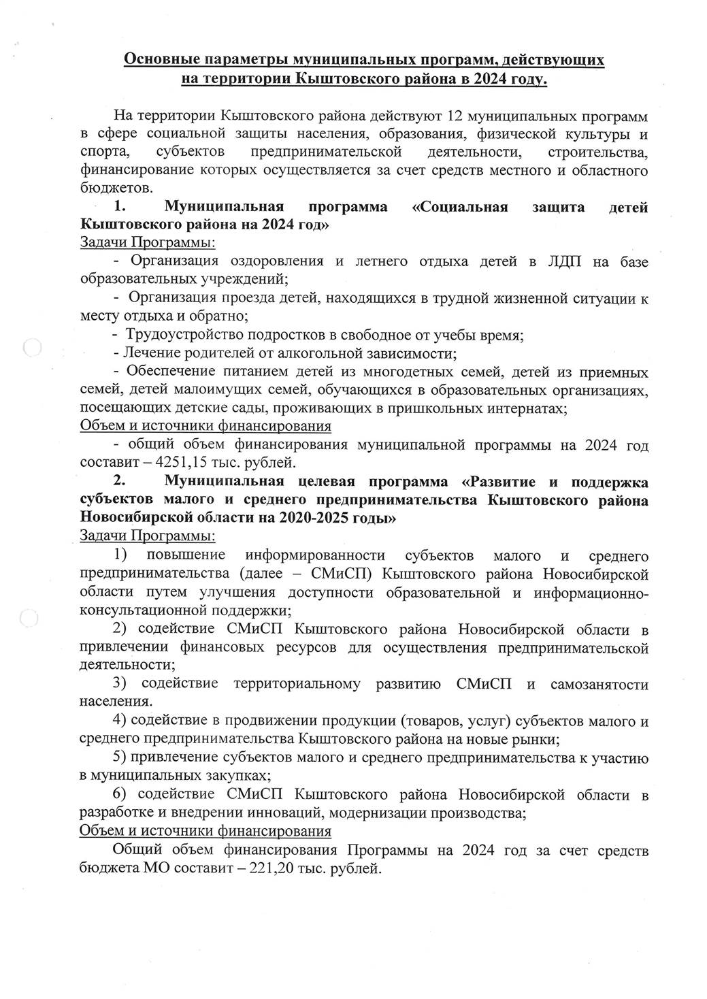 Основные параметры муниципальных программ, действующих
на территории Кыштовского района в 2024 году.
На территории Кыштовского района действуют 12 муниципальных программ
в сфере социальной защиты населения, образования, физической культуры и
спорта, субъектов предпринимательской деятельности, строительства,
финансирование которых осуществляется за счет средств местного и областного
бюджетов.
1. Муниципальная программа «Социальная защита детей
Кыштовского района на 2024 год»
Задачи Программы:
- Организация оздоровления и летнего отдыха детей в ЛДП на базе
образовательных учреждений;
- Организация проезда детей, находящихся в трудной жизненной ситуации к
месту отдыха и обратно;
- Трудоустройство подростков в свободное от учебы время;
- Лечение родителей от алкогольной зависимости;
- Обеспечение питанием детей из многодетных семей, детей из приемных
семей, детей малоимущих семей, обучающихся в образовательных организациях,
посещающих детские сады, проживающих в пришкольных интернатах;
Объем и источники финансирования
- общий объем финансирования муниципальной программы на 2024 год
составит – 4251,15 тыс. рублей.
2. Муниципальная целевая программа «Развитие и поддержка
субъектов малого и среднего предпринимательства Кыштовского района
Новосибирской области на 2020-2025 годы»
Задачи Программы:
1) повышение информированности субъектов малого и среднего
предпринимательства (далее – СМиСП) Кыштовского района Новосибирской
области путем улучшения доступности образовательной и информационно-
консультационной поддержки;
2) содействие СМиСП Кыштовского района Новосибирской области в
привлечении финансовых ресурсов для осуществления предпринимательской
деятельности;
3) содействие территориальному развитию СМиСП и самозанятости
населения.
4) содействие в продвижении продукции (товаров, услуг) субъектов малого и
среднего предпринимательства Кыштовского района на новые рынки;
5) привлечение субъектов малого и среднего предпринимательства к участию
в муниципальных закупках;
6) содействие СМиСП Кыштовского района Новосибирской области в
разработке и внедрении инноваций, модернизации производства;
Объем и источники финансирования
Общий объем финансирования Программы на 2024 год за счет средств
бюджета МО составит – 221,20 тыс. рублей.